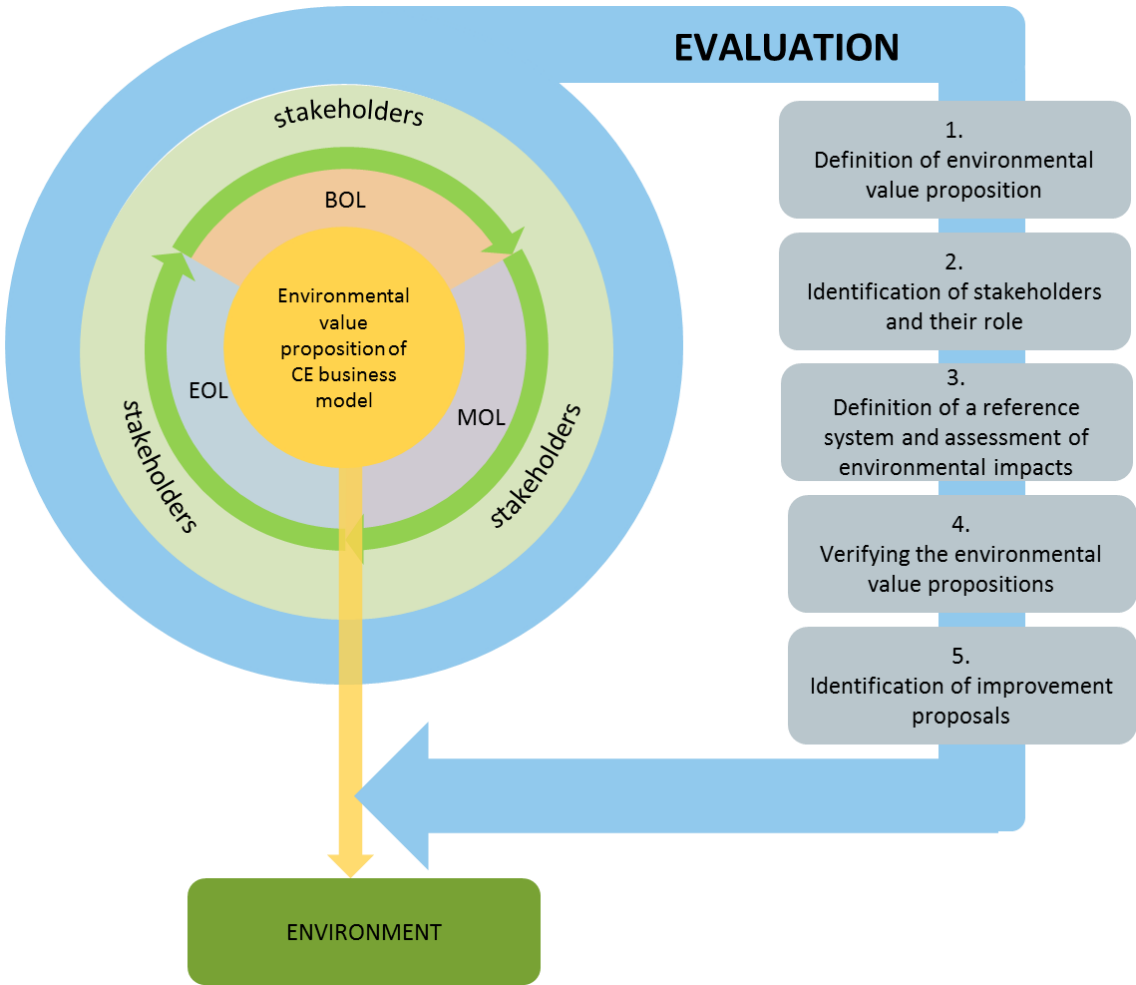 EVALUATION
stakeholders
BOL
Environmental
value
proposition of
CE business
model
EOL
MOL
stakeholders
stakeholders
1.
Definition of environmental
value proposition
2.
Identification of stakeholders
and their role
3.
Definition of a reference
system and assessment of
environmental impacts
4.
Verifying the environmental
value propositions
5.
Identification of improvement
proposals
ENVIRONMENT